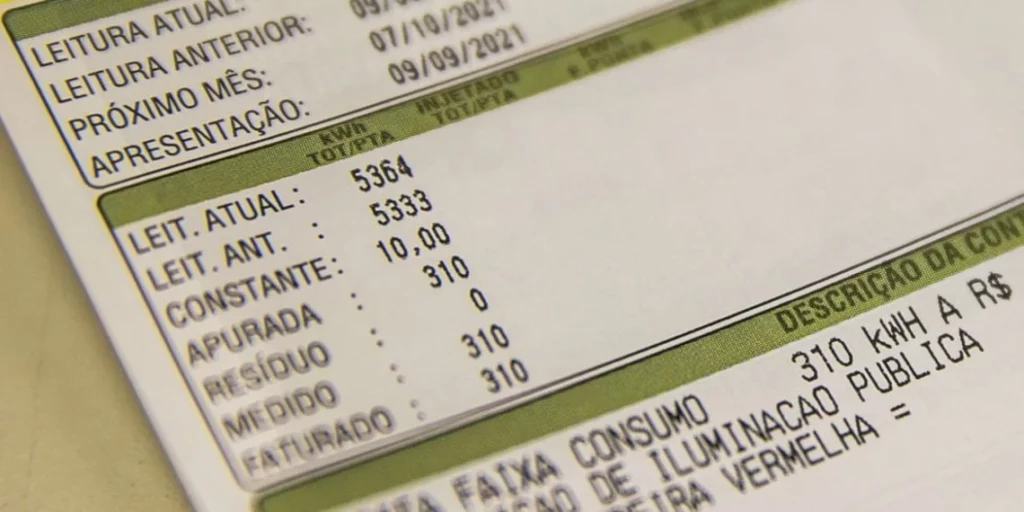 LEITURA ATUAL:
LEITURA ANTERIOR:
PRÓXIMO MÊS: 07/10/2021
APRESENTAÇÃO: 09/09/2021
kWh INJETADO kWh
TOT/PTA TOT/PTA
LEIT. ATUAL: 5364
LEIT. ANT. : 5333
CONSTANTE: 10,00
APURADA : 310
RESÍDUO : 0
MEDIDO : 310
FATURADO : 310
DESCRIÇÃO DA CONT
FAIXA CONSUMO 310 kWH A R$
DE ILUMINACAO PUBLICA
VERMELHA =